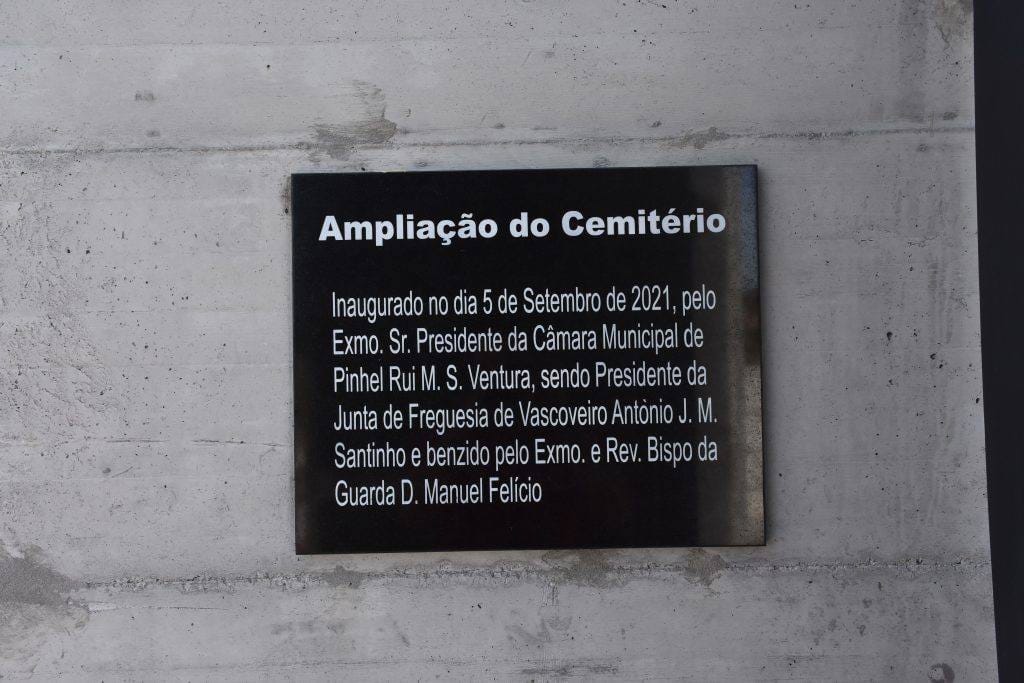 Ampliação do Cemitério
Inaugurado no dia 5 de Setembro de 2021, pelo
Exmo. Sr. Presidente da Câmara Municipal de
Pinhel Rui M. S. Ventura, sendo Presidente da
Junta de Freguesia de Vascoveiro Antònio J. M.
Santinho e benzido pelo Exmo. e Rev. Bispo da
Guarda D. Manuel Felício